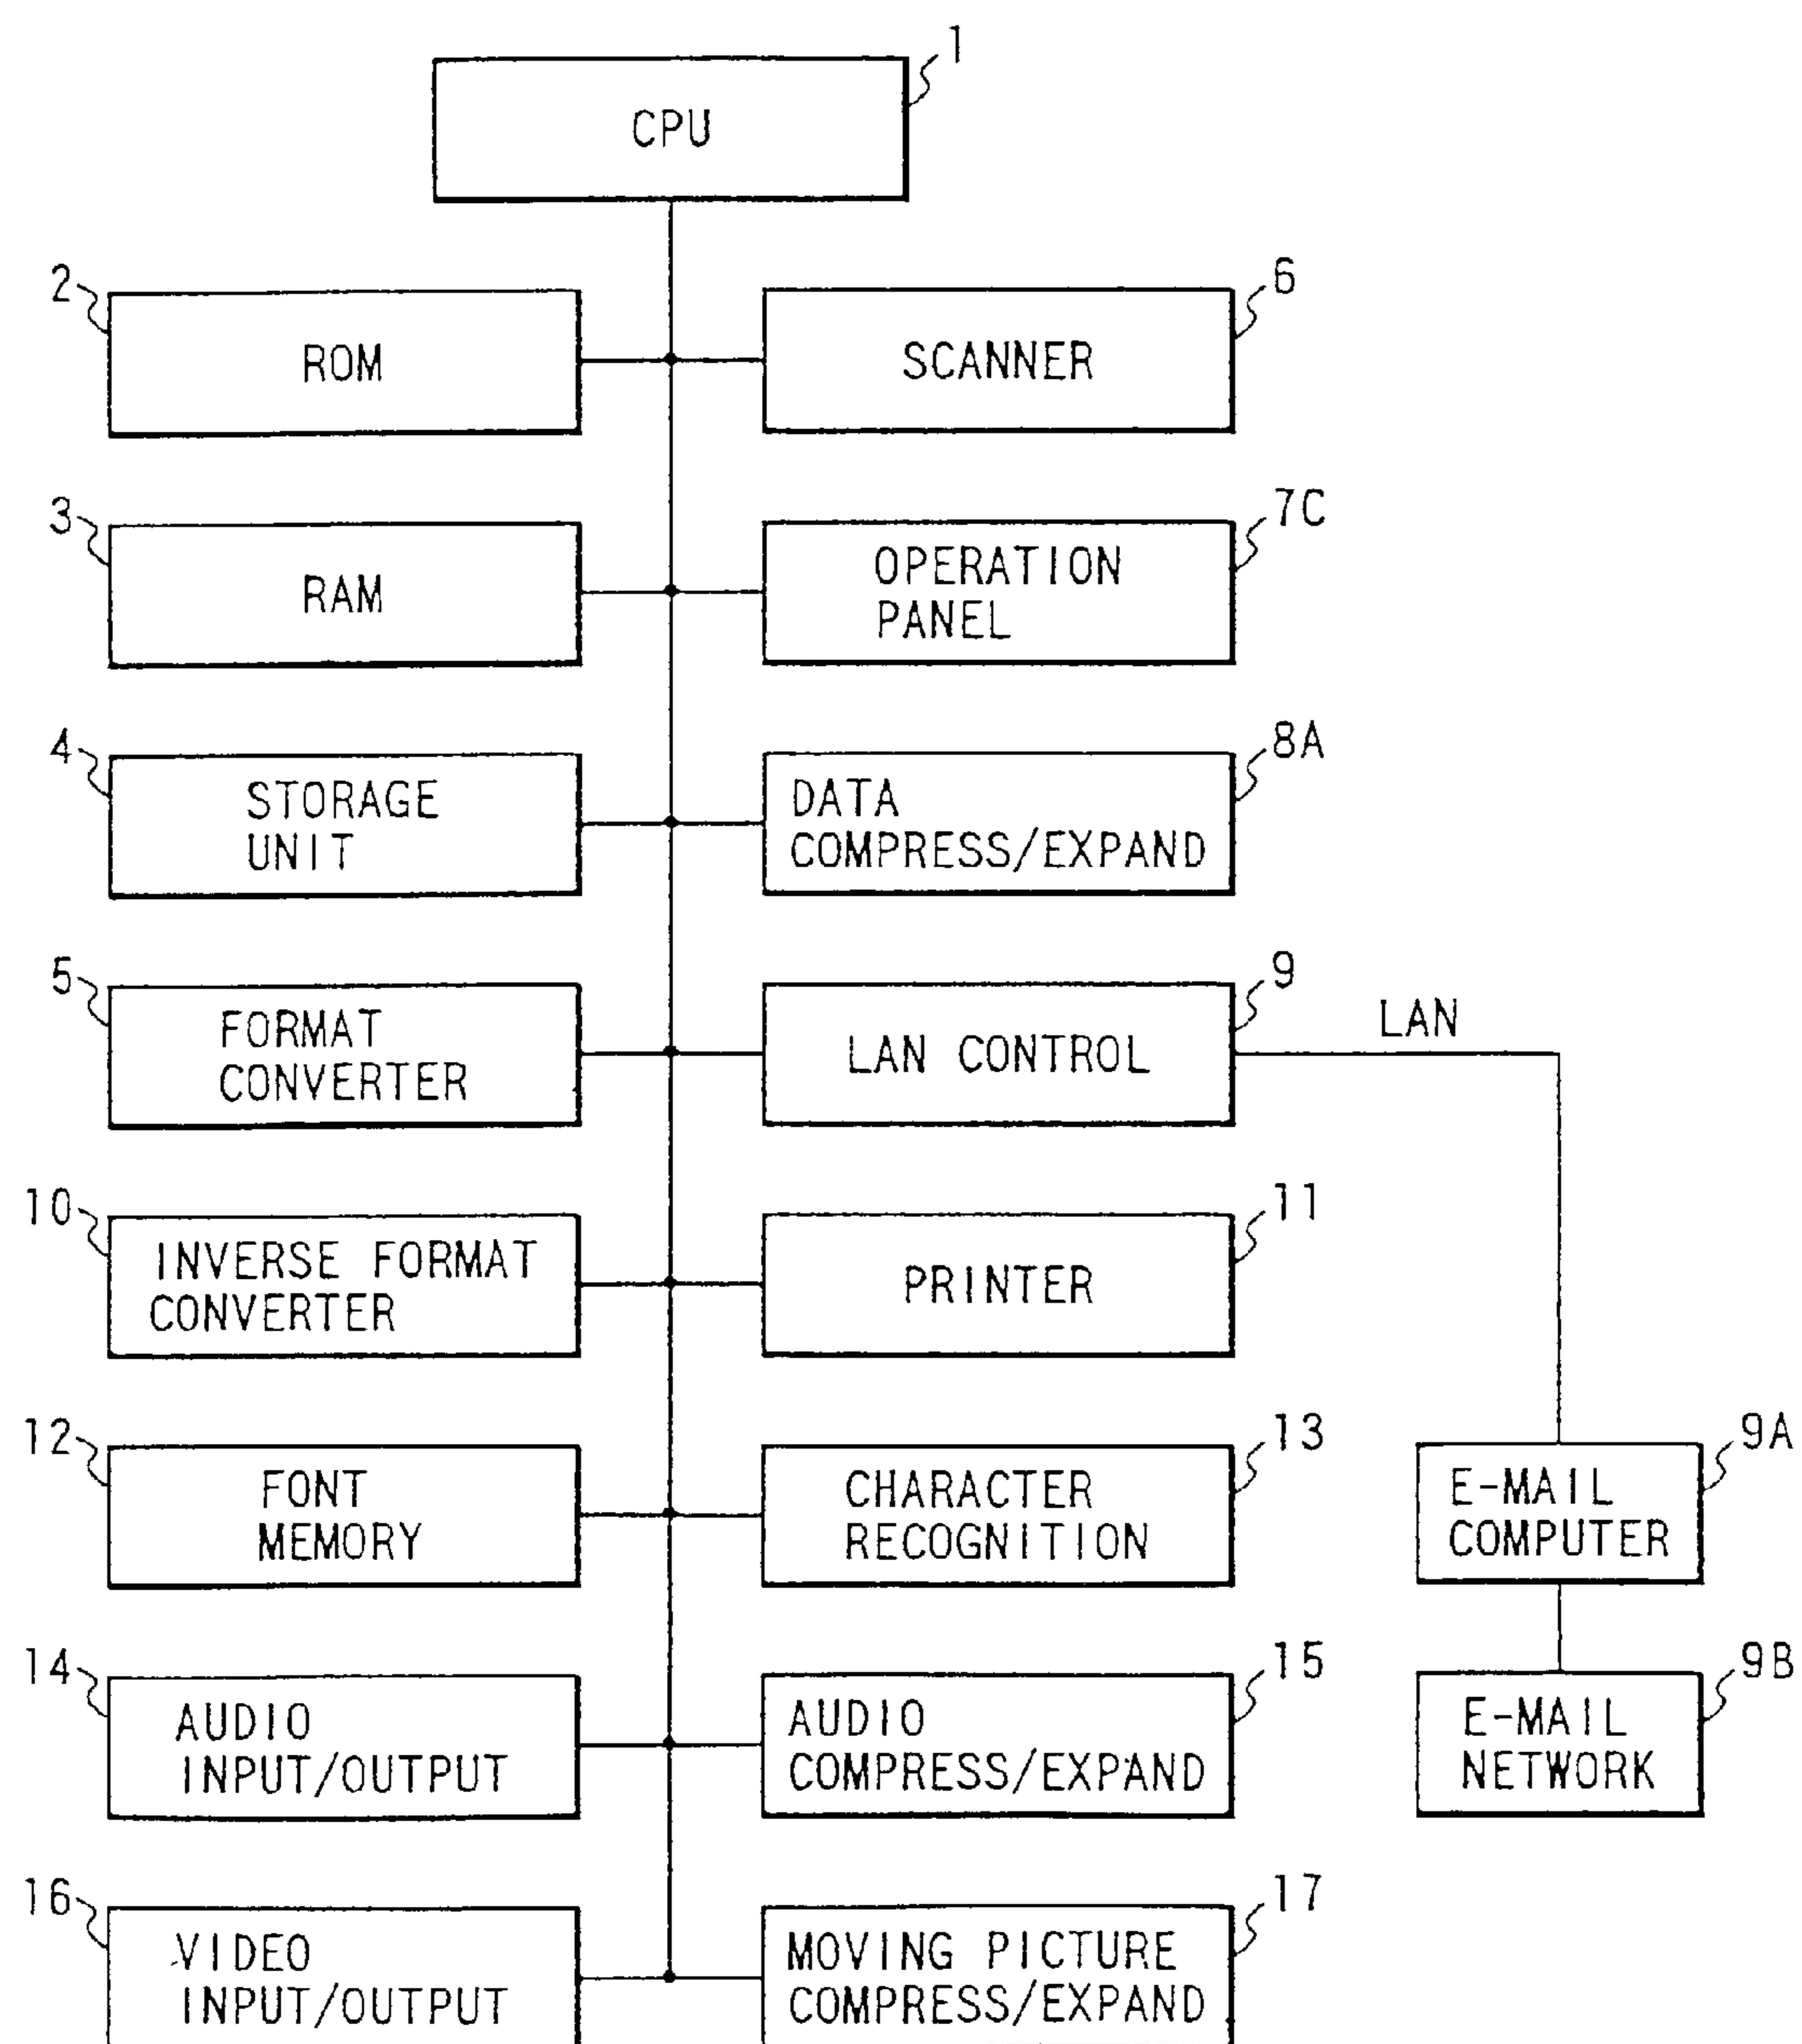 1
CPU
2
ROM
6
SCANNER
3
RAM
7C
OPERATION
PANEL
4
STORAGE
UNIT
8A
DATA
COMPRESS/EXPAND
5
FORMAT
CONVERTER
9
LAN CONTROL
LAN
10
INVERSE FORMAT
CONVERTER
11
PRINTER
12
FONT
MEMORY
13
CHARACTER
RECOGNITION
9A
E-MAIL
COMPUTER
14
AUDIO
INPUT/OUTPUT
15
AUDIO
COMPRESS/EXPAND
9B
E-MAIL
NETWORK
16
VIDEO
INPUT/OUTPUT
17
MOVING PICTURE
COMPRESS/EXPAND